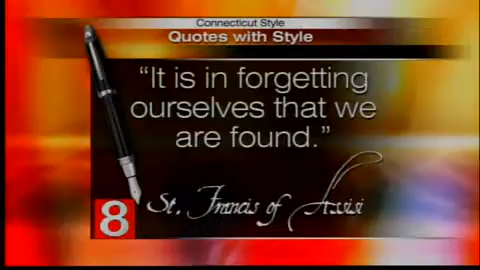 Connecticut Style
Quotes with Style
“It is in forgetting
ourselves that we
are found.”
St. Francis of Assisi
8